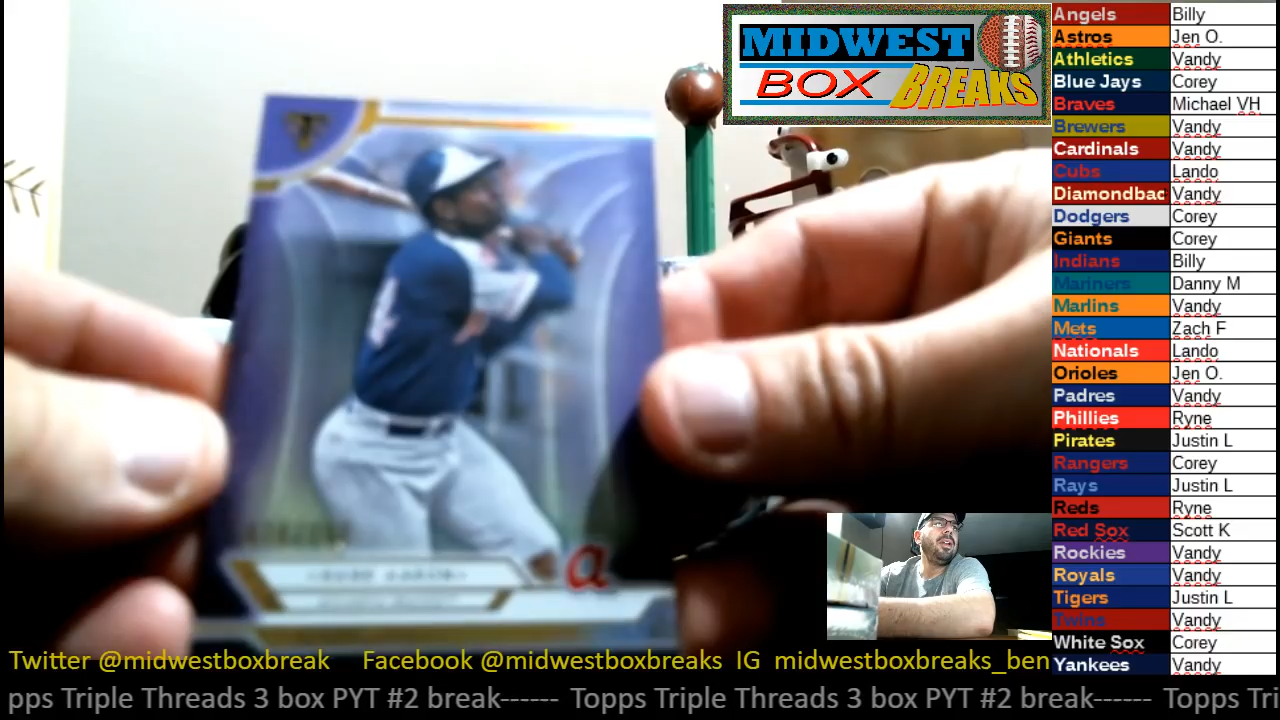 MIDWEST
BOX BREAKS
Angels Billy
Astros Jen O.
Athletics Vandy
Blue Jays Corey
Braves Michael VH
Brewers Vandy
Cardinals Vandy
Cubs Lando
Diamondbac Vandy
Dodgers Corey
Giants Corey
Indians Billy
Mariners Danny M
Marlins Vandy
Mets Zach F
Nationals Lando
Orioles Jen O.
Padres Vandy
Phillies Ryne
Pirates Justin L
Rangers Corey
Rays Justin L
Reds Ryne
Red Sox Scott K
Rockies Vandy
Royals Vandy
Tigers Justin L
Twins Vandy
White Sox Corey
Yankees Vandy
a
Twitter @midwestboxbreak Facebook @midwestboxbreaks IG midwestboxbreaks_ben
pps Triple Threads 3 box PYT #2 break------ Topps Triple Threads 3 box PYT #2 break------ Topps Tri